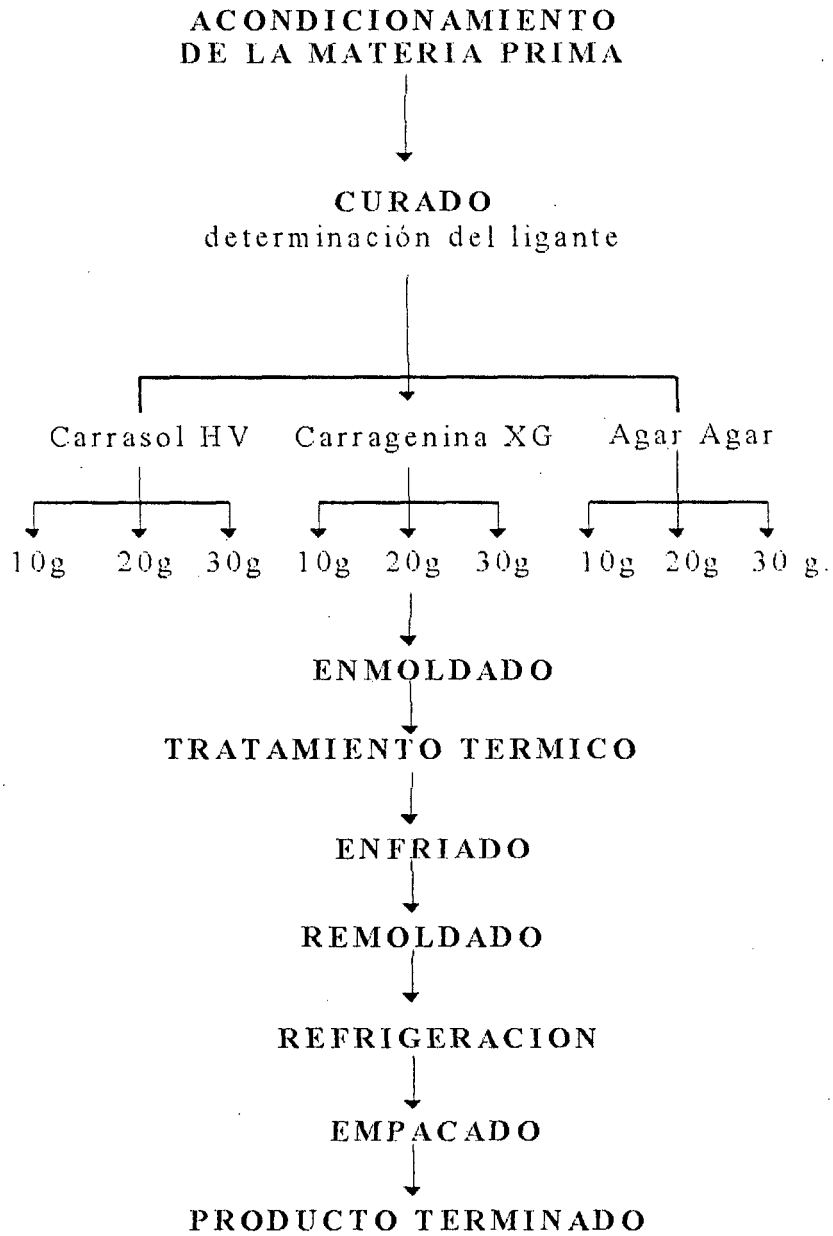 ACONDICIONAMIENTO
DE LA MATERIA PRIMA
CURADO
determinación del ligante
Carrasol HV Carragenina XG Agar Agar
10g 20g 30g 10g 20g 30g 10g 20g 30 g.
ENMOLDADO
TRATAMIENTO TERMICO
ENFRIADO
REMOLDADO
REFRIGERACION
EMPACADO
PRODUCTO TERMINADO